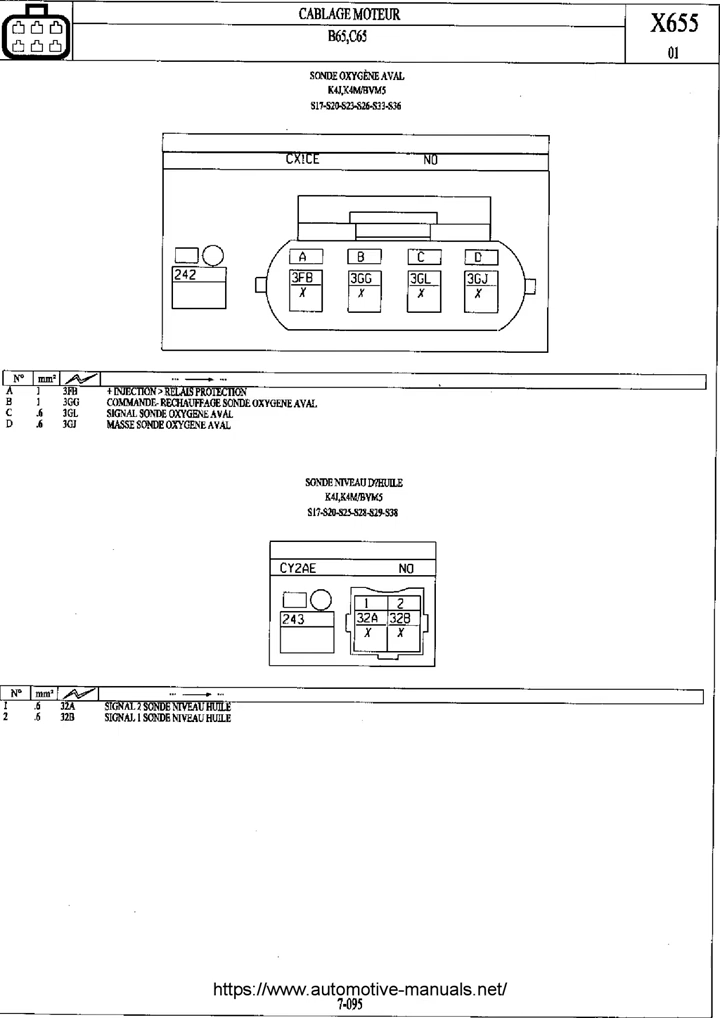 CABLAGE MOTEUR
B65,C65
X655
01
SONDE OXYGÈNE AVAL
K4J,K4M/BVM5
S17-S20-S23-S26-S33-S36
CXICE NO
A B C D
242
3FB 3GG 3GL 3GJ
X X X X
N° mm² ... ...
A 1 3FB + INJECTION > RELAIS PROTECTION
B 1 3GG COMMANDE- RECHAUFFAGE SONDE OXYGENE AVAL
C .6 3GL SIGNAL SONDE OXYGENE AVAL
D .6 3GJ MASSE SONDE OXYGENE AVAL
SONDE NIVEAU D?HUILE
K4J,K4M/BVM5
S17-S20-S25-S28-S29-S38
CY2AE NO
1 2
243
32A 32B
X X
N° mm² ... ...
1 .6 32A SIGNAL 2 SONDE NIVEAU HUILE
2 .6 32B SIGNAL 1 SONDE NIVEAU HUILE
https://www.automotive-manuals.net/
7-095